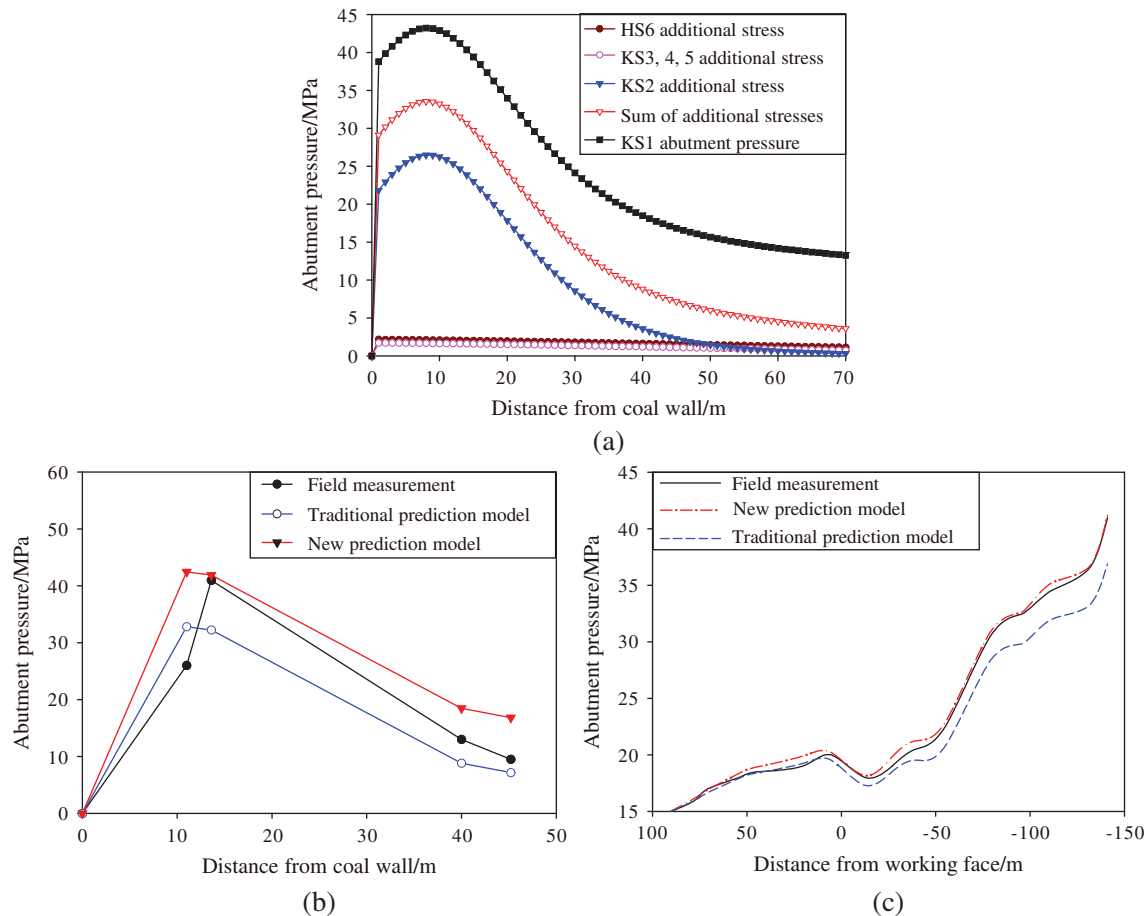 45
40
35
30
25
20
15
10
5
0
Abutment pressure/MPa
HS6 additional stress
KS3, 4, 5 additional stress
KS2 additional stress
Sum of additional stresses
KS1 abutment pressure
0 10 20 30 40 50 60 70
Distance from coal wall/m
(a)
60
50
40
30
20
10
0
Abutment pressure/MPa
Field measurement
Traditional prediction model
New prediction model
0 10 20 30 40 50
Distance from coal wall/m
(b)
45
40
35
30
25
20
15
Abutment pressure/MPa
Field measurement
New prediction model
Traditional prediction model
100 50 0 -50 -100 -150
Distance from working face/m
(c)